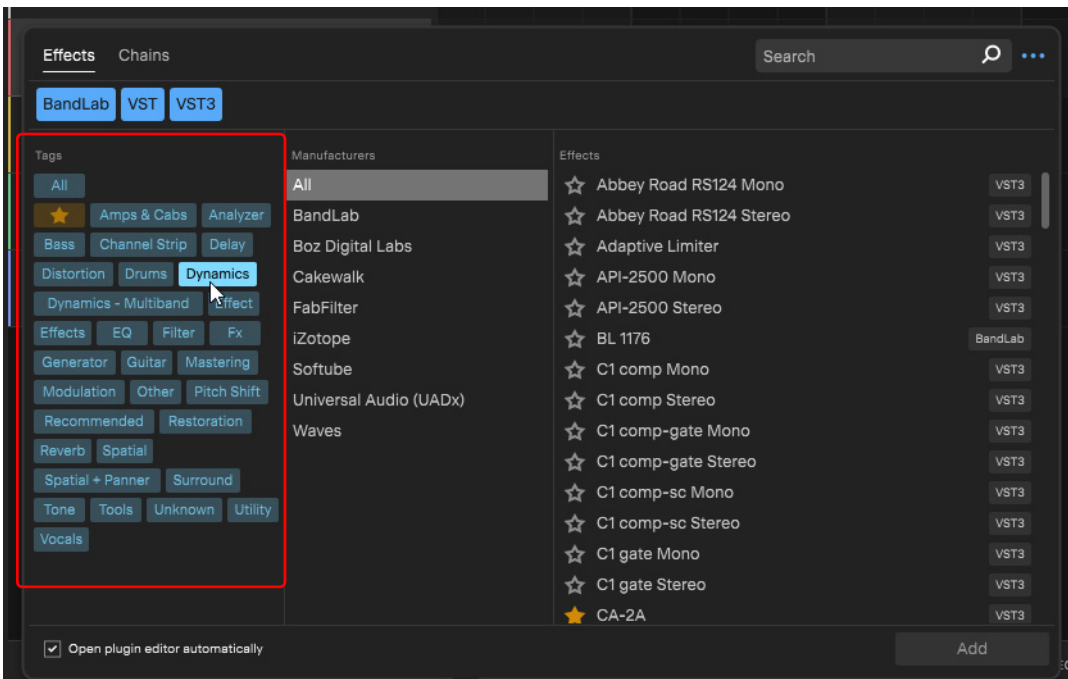 Effects Chains Search
BandLab VST VST3
Tags
All
Amps & Cabs Analyzer
Bass Channel Strip Delay
Distortion Drums Dynamics
Dynamics - Multiband Effect
Effects EQ Filter Fx
Generator Guitar Mastering
Modulation Other Pitch Shift
Recommended Restoration
Reverb Spatial
Spatial + Panner Surround
Tone Tools Unknown Utility
Vocals
Manufacturers
All
BandLab
Boz Digital Labs
Cakewalk
FabFilter
iZotope
Softube
Universal Audio (UADx)
Waves
Effects
Abbey Road RS124 Mono VST3
Abbey Road RS124 Stereo VST3
Adaptive Limiter VST3
API-2500 Mono VST3
API-2500 Stereo VST3
BL 1176 BandLab
C1 comp Mono VST3
C1 comp Stereo VST3
C1 comp-gate Mono VST3
C1 comp-gate Stereo VST3
C1 comp-sc Mono VST3
C1 comp-sc Stereo VST3
C1 gate Mono VST3
C1 gate Stereo VST3
CA-2A VST3
Open plugin editor automatically Add